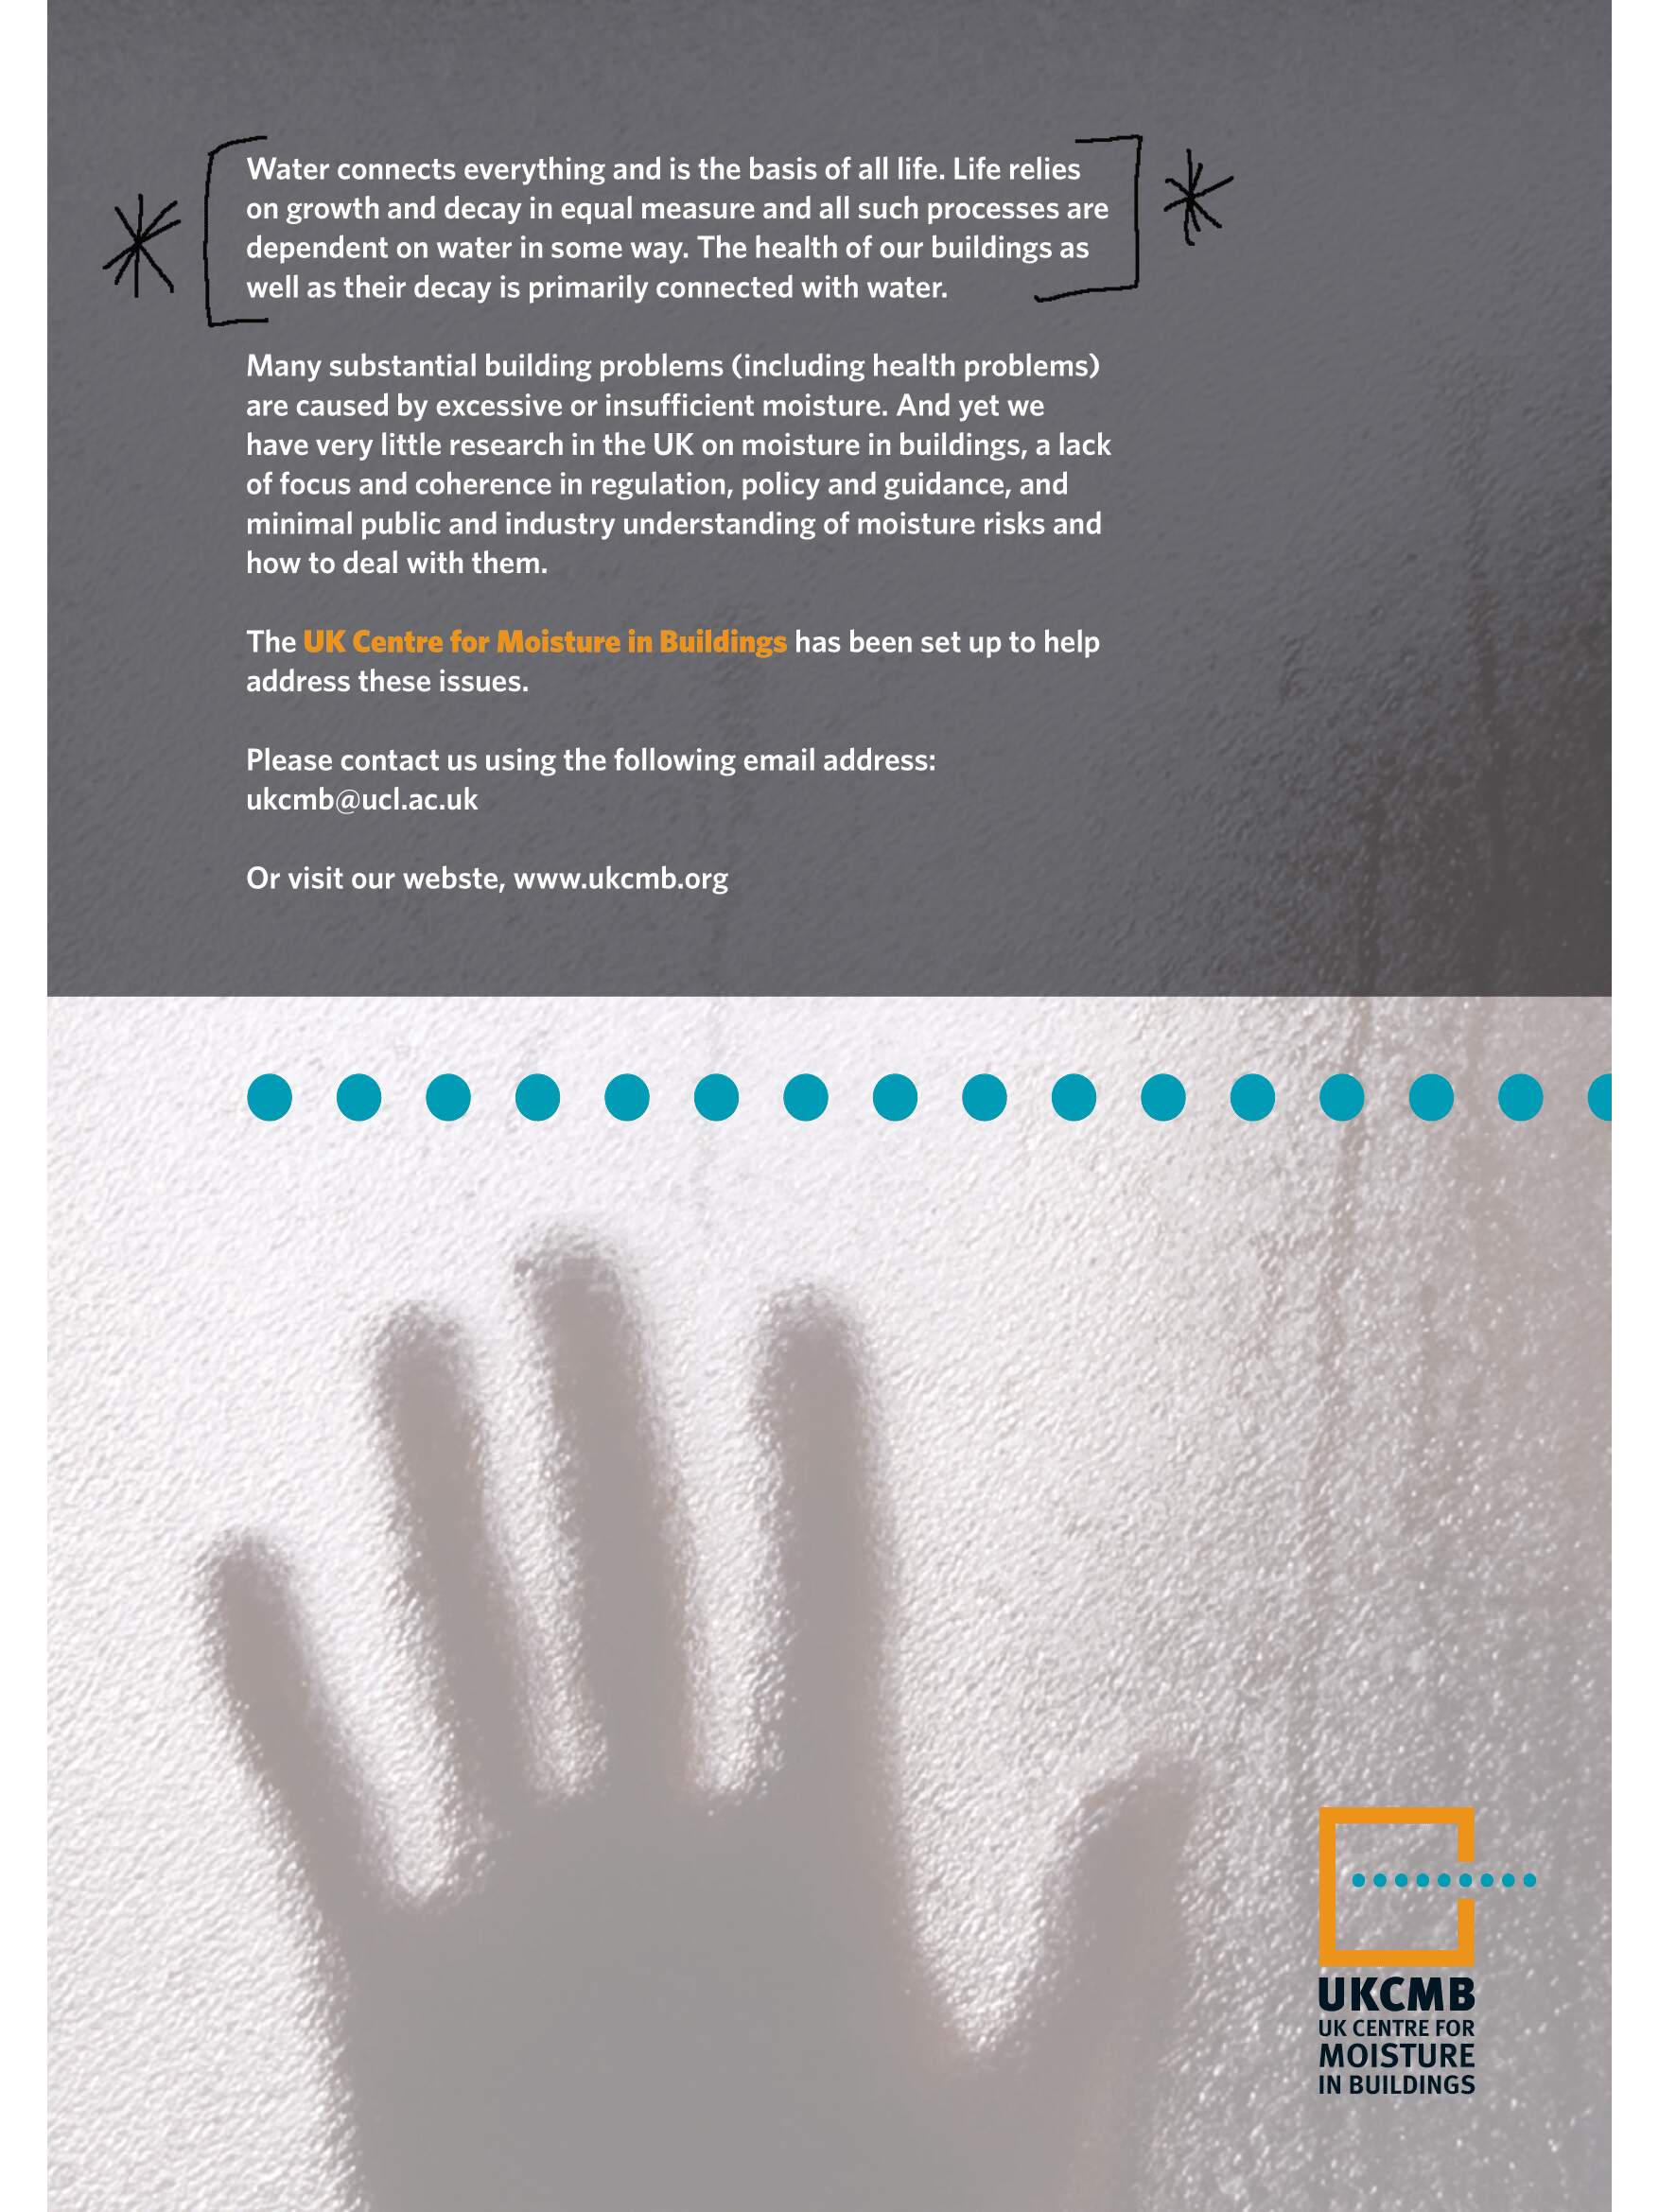 Water connects everything and is the basis of all life. Life relies
on growth and decay in equal measure and all such processes are
dependent on water in some way. The health of our buildings as
well as their decay is primarily connected with water.
Many substantial building problems (including health problems)
are caused by excessive or insufficient moisture. And yet we
have very little research in the UK on moisture in buildings, a lack
of focus and coherence in regulation, policy and guidance, and
minimal public and industry understanding of moisture risks and
how to deal with them.
The UK Centre for Moisture in Buildings has been set up to help
address these issues.
Please contact us using the following email address:
ukcmb@ucl.ac.uk
Or visit our webste, www.ukcmb.org
UKCMB
UK CENTRE FOR
MOISTURE
IN BUILDINGS